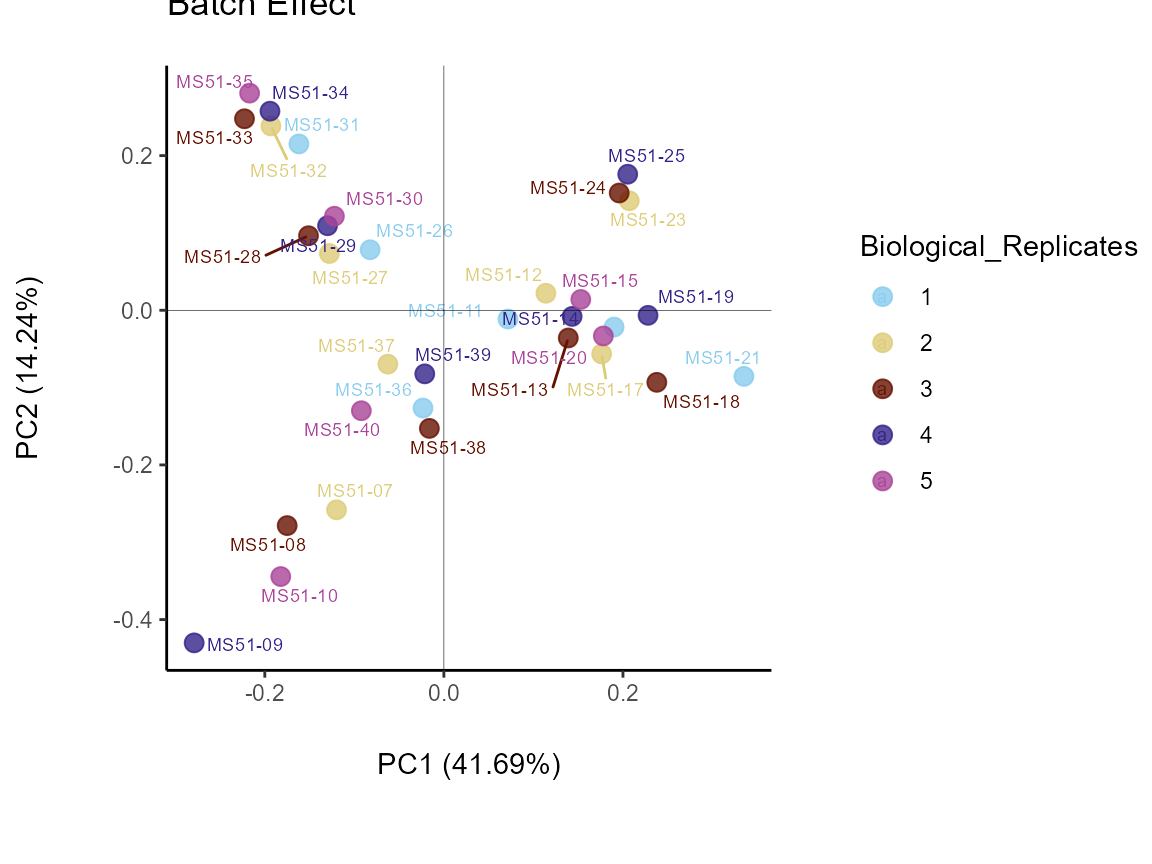 Batch Effect
MS51-35
MS51-34
MS51-31
MS51-33
MS51-32
MS51-25
MS51-24
MS51-23
MS51-30
MS51-26
MS51-29
MS51-28
MS51-27
MS51-12
MS51-15
MS51-19
MS51-11
MS51-14
MS51-37
MS51-39
MS51-20
MS51-21
MS51-36
MS51-13
MS51-17
MS51-18
MS51-40
MS51-38
MS51-07
MS51-08
MS51-10
MS51-09
0.2
0.0
-0.2
-0.4
-0.2
0.0
0.2
PC2 (14.24%)
PC1 (41.69%)
Biological_Replicates
a 1
a 2
a 3
a 4
a 5